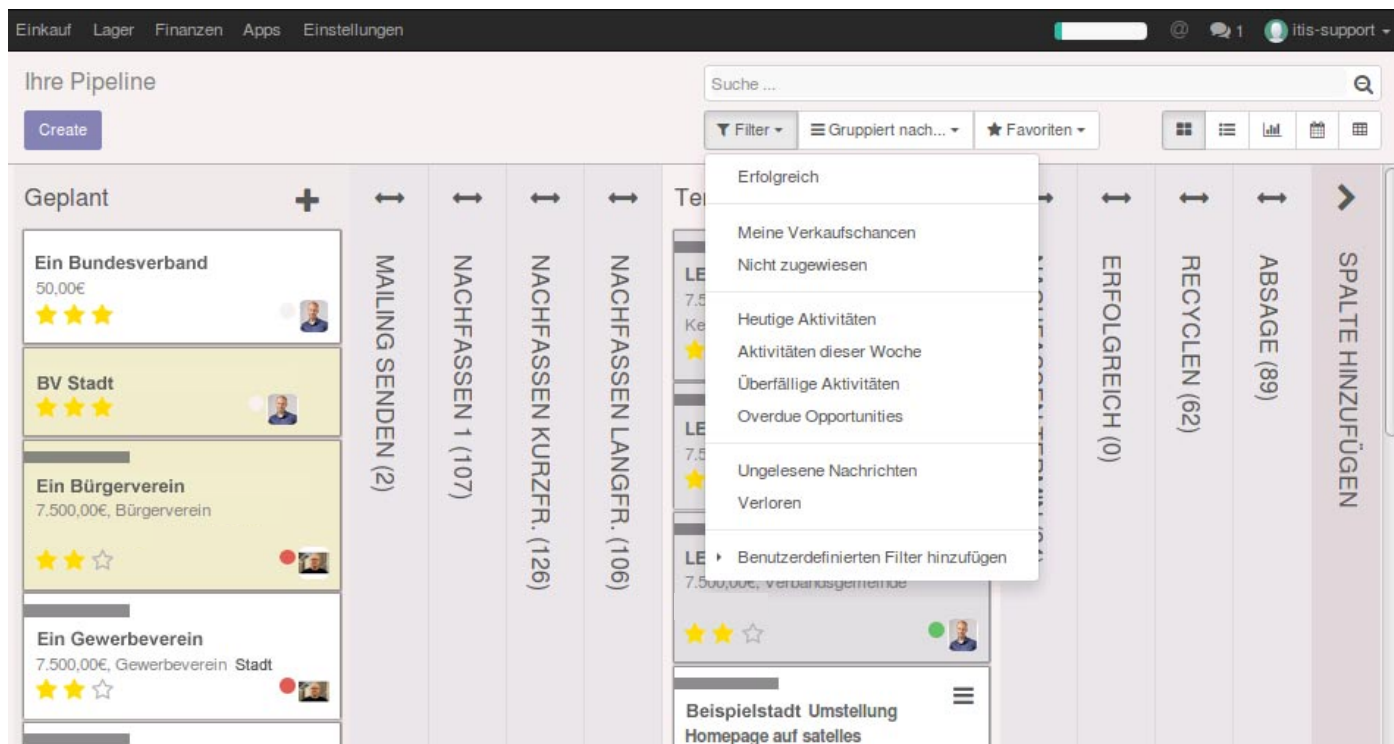 Einkauf Lager Finanzen Apps Einstellungen
@ 1 itis-support
Ihre Pipeline
Suche ...
Create
Filter
Gruppiert nach...
Favoriten
Geplant
Ein Bundesverband
50,00€
BV Stadt
Ein Bürgerverein
7.500,00€, Bürgerverein
Ein Gewerbeverein
7.500,00€, Gewerbeverein Stadt
MAILING SENDEN (2)
NACHFASSEN 1 (107)
NACHFASSEN KURZFR. (126)
NACHFASSEN LANGFR. (106)
7.500,00€, Verbandsgemeinde
Beispielstadt Umstellung
Homepage auf satelles
Erfolgreich
Meine Verkaufschancen
Nicht zugewiesen
Heutige Aktivitäten
Aktivitäten dieser Woche
Überfällige Aktivitäten
Overdue Opportunities
Ungelesene Nachrichten
Verloren
Benutzerdefinierten Filter hinzufügen
ERFOLGREICH (0)
RECYCLEN (62)
ABSAGE (89)
SPALTE HINZUFÜGEN